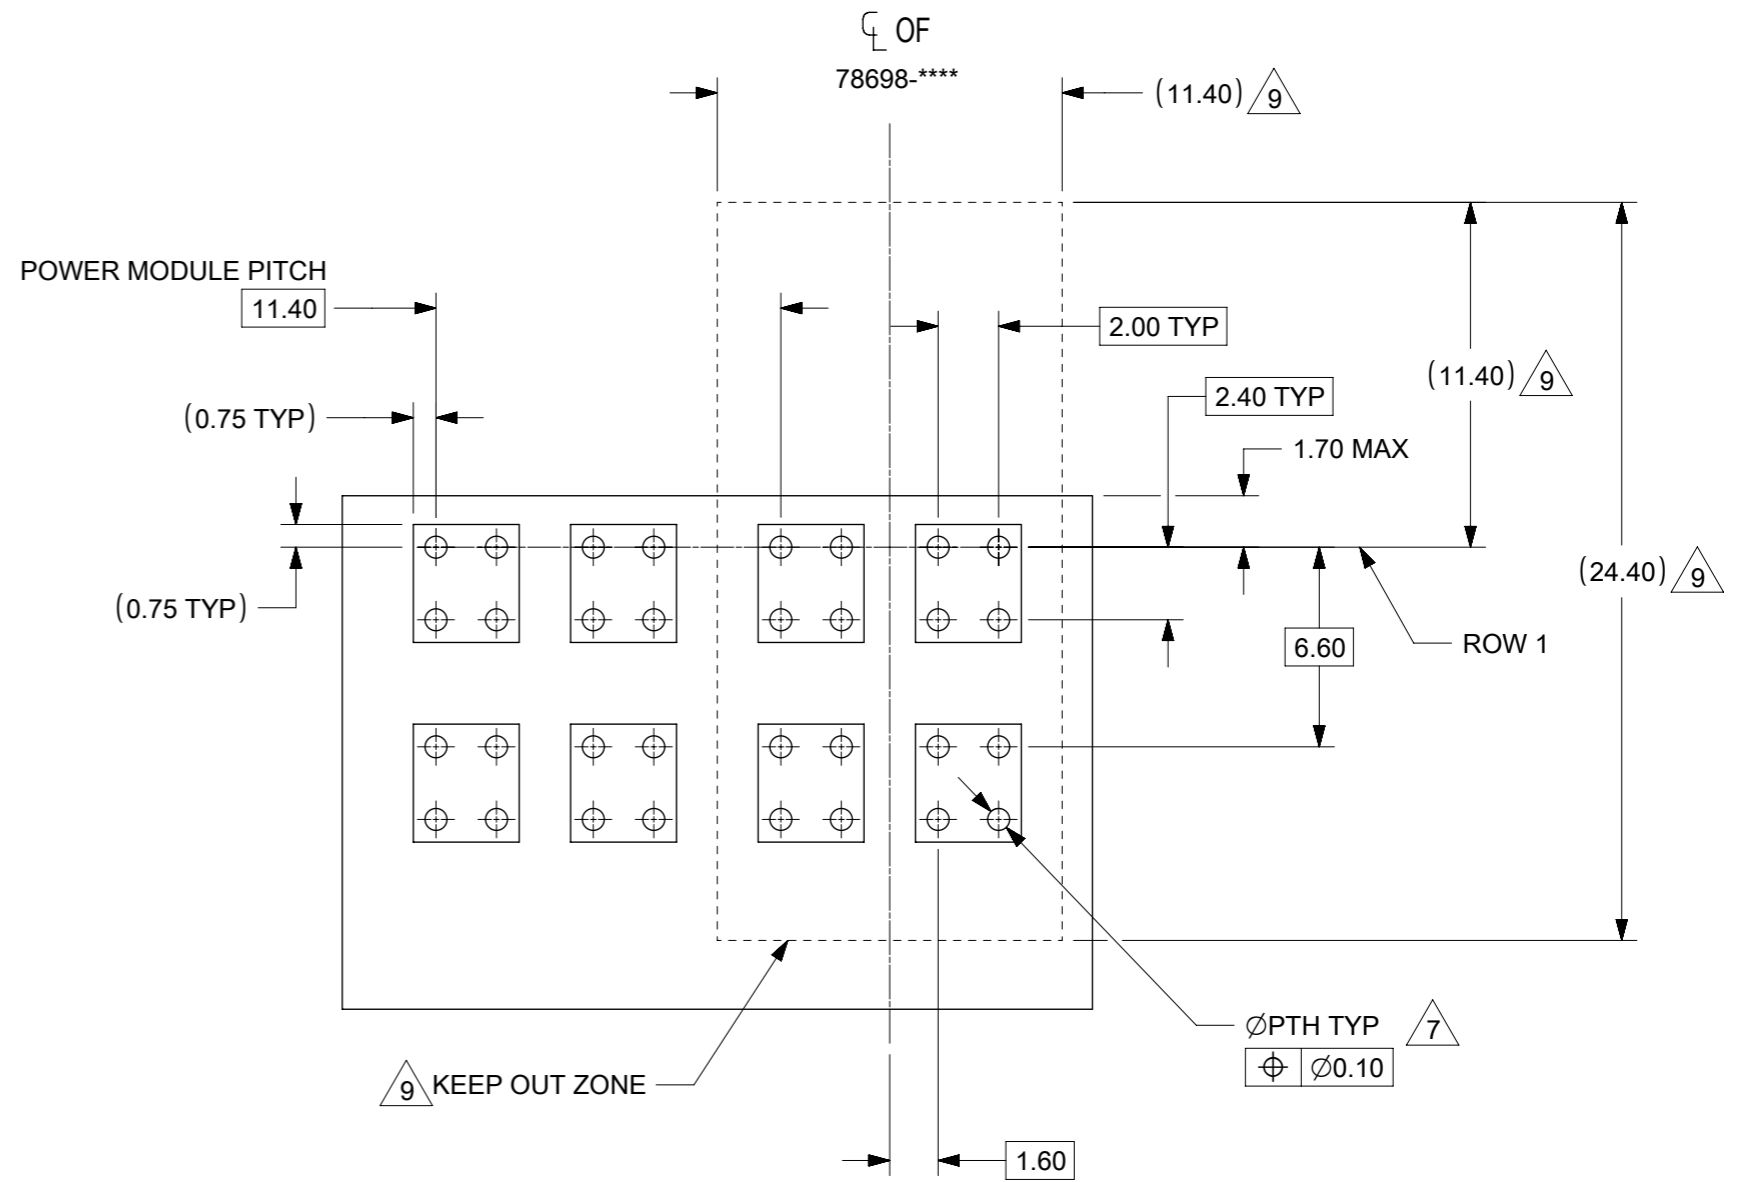 ℄ OF
78698-****
(11.40) 9
POWER MODULE PITCH
11.40
2.00 TYP
(11.40) 9
2.40 TYP
(0.75 TYP)
1.70 MAX
(24.40) 9
(0.75 TYP)
6.60
ROW 1
⌀PTH TYP 7
⌖ ⌀0.10
9 KEEP OUT ZONE
1.60